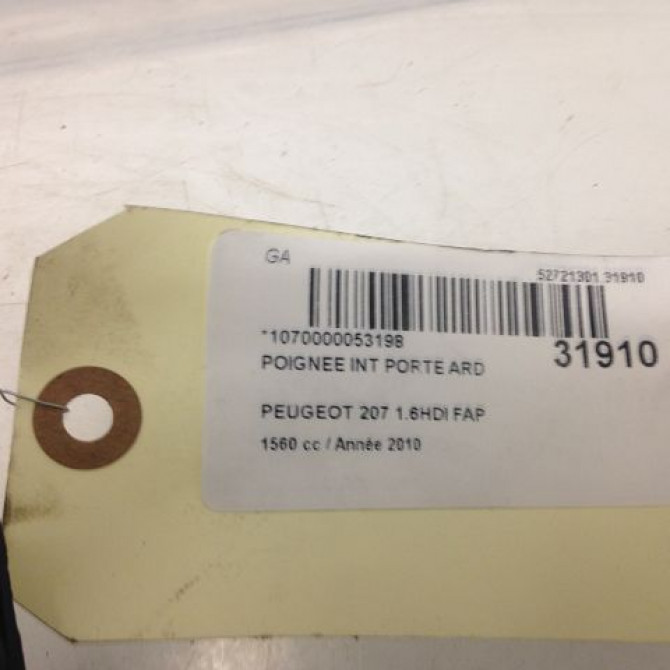 GA
52721301 31910
*1070000053198
31910
POIGNEE INT PORTE ARD
PEUGEOT 207 1.6HDI FAP
1560 cc / Année 2010